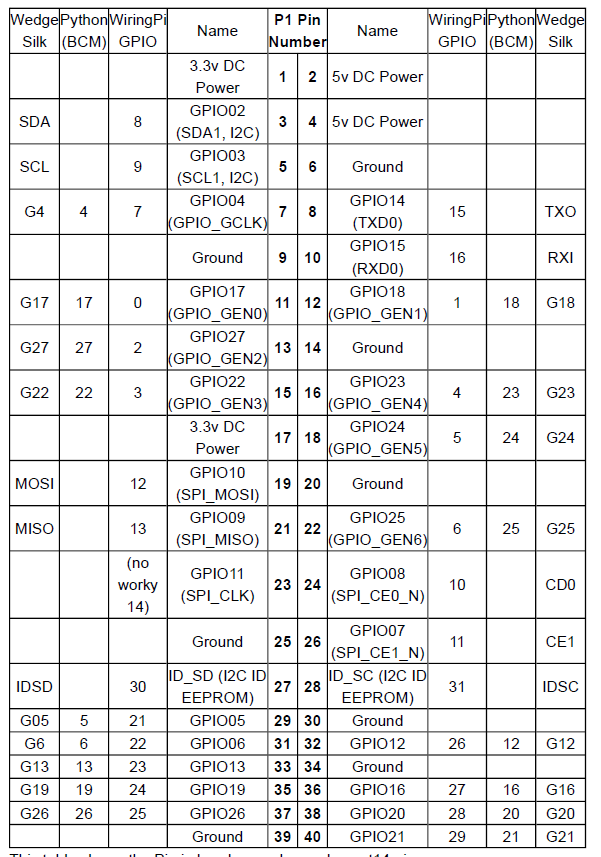 Wedge Silk Python (BCM) WiringPi GPIO Name P1 Pin Number Name WiringPi GPIO Python (BCM) Wedge Silk
3.3v DC Power 1 2 5v DC Power
SDA 8 GPIO02 (SDA1, I2C) 3 4 5v DC Power
SCL 9 GPIO03 (SCL1, I2C) 5 6 Ground
G4 4 7 GPIO04 (GPIO_GCLK) 7 8 GPIO14 (TXD0) 15 TXO
Ground 9 10 GPIO15 (RXD0) 16 RXI
G17 17 0 GPIO17 (GPIO_GEN0) 11 12 GPIO18 (GPIO_GEN1) 1 18 G18
G27 27 2 GPIO27 (GPIO_GEN2) 13 14 Ground
G22 22 3 GPIO22 (GPIO_GEN3) 15 16 GPIO23 (GPIO_GEN4) 4 23 G23
3.3v DC Power 17 18 GPIO24 (GPIO_GEN5) 5 24 G24
MOSI 12 GPIO10 (SPI_MOSI) 19 20 Ground
MISO 13 GPIO09 (SPI_MISO) 21 22 GPIO25 (GPIO_GEN6) 6 25 G25
(no worky 14) GPIO11 (SPI_CLK) 23 24 GPIO08 (SPI_CE0_N) 10 CD0
Ground 25 26 GPIO07 (SPI_CE1_N) 11 CE1
IDSD 30 ID_SD (I2C ID EEPROM) 27 28 ID_SC (I2C ID EEPROM) 31 IDSC
G05 5 21 GPIO05 29 30 Ground
G6 6 22 GPIO06 31 32 GPIO12 26 12 G12
G13 13 23 GPIO13 33 34 Ground
G19 19 24 GPIO19 35 36 GPIO16 27 16 G16
G26 26 25 GPIO26 37 38 GPIO20 28 20 G20
Ground 39 40 GPIO21 29 21 G21